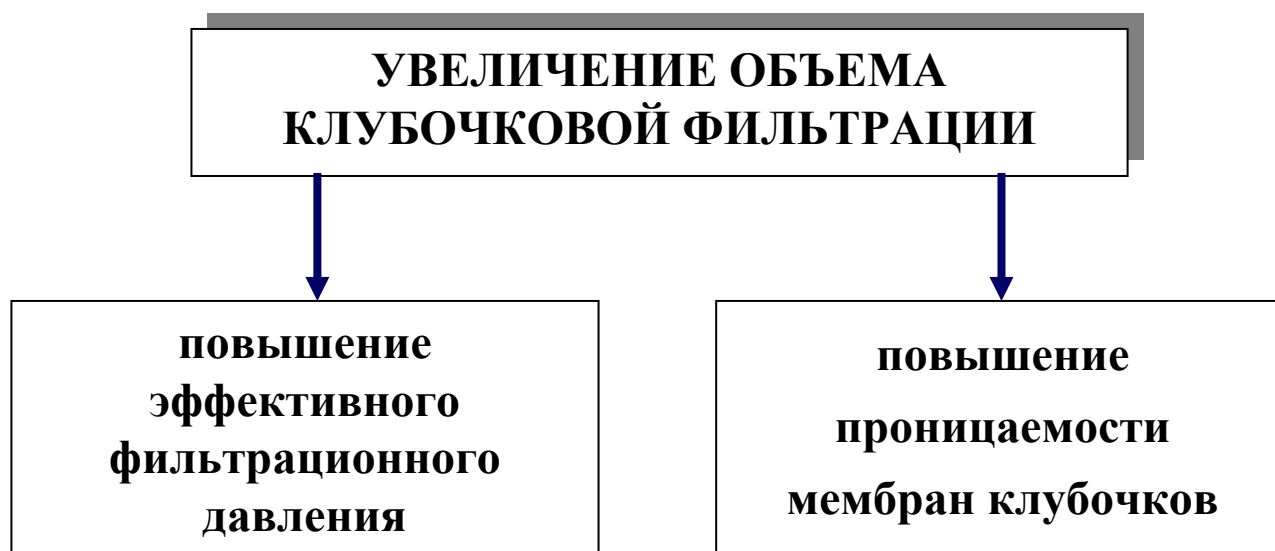 УВЕЛИЧЕНИЕ ОБЪЕМА
КЛУБОЧКОВОЙ ФИЛЬТРАЦИИ
повышение
эффективного
фильтрационного
давления
повышение
проницаемости
мембран клубочков